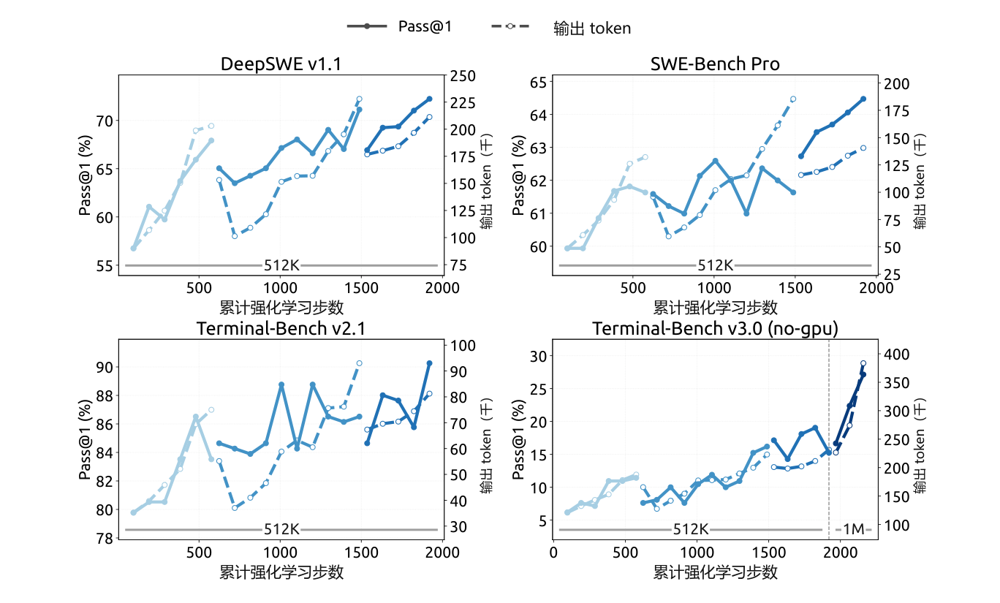 Pass@1 输出 token
DeepSWE v1.1
Pass@1 (%)
70
65
60
55
250
225
200
175
150
125
100
75
输出 token（千）
512K
500 1000 1500 2000
累计强化学习步数
SWE-Bench Pro
Pass@1 (%)
65
64
63
62
61
60
200
175
150
125
100
75
50
25
输出 token（千）
512K
500 1000 1500 2000
累计强化学习步数
Terminal-Bench v2.1
Pass@1 (%)
90
88
86
84
82
80
78
100
90
80
70
60
50
40
30
输出 token（千）
512K
500 1000 1500 2000
累计强化学习步数
Terminal-Bench v3.0 (no-gpu)
Pass@1 (%)
30
25
20
15
10
5
400
350
300
250
200
150
100
输出 token（千）
512K 1M
0 500 1000 1500 2000
累计强化学习步数